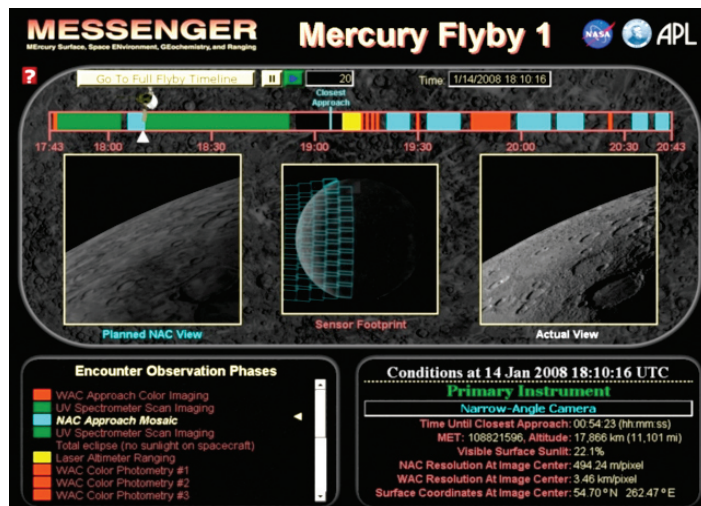 MESSENGER
MErcury Surface, Space ENvironment, GEochemistry, and Ranging
Mercury Flyby 1
NASA
APL
?
Go To Full Flyby Timeline
20
Time: 1/14/2008 18:10:16
Closest
Approach
17:43 18:00 18:30 19:00 19:30 20:00 20:30 20:43
Planned NAC View
Sensor Footprint
Actual View
Encounter Observation Phases
WAC Approach Color Imaging
UV Spectrometer Scan Imaging
NAC Approach Mosaic
UV Spectrometer Scan Imaging
Total eclipse (no sunlight on spacecraft)
Laser Altimeter Ranging
WAC Color Photometry #1
WAC Color Photometry #2
WAC Color Photometry #3
Conditions at 14 Jan 2008 18:10:16 UTC
Primary Instrument
Narrow-Angle Camera
Time Until Closest Approach: 00:54:23 (hh:mm:ss)
MET: 108821596, Altitude: 17,866 km (11,101 mi)
Visible Surface Sunlit: 22.1%
NAC Resolution At Image Center: 494.24 m/pixel
WAC Resolution At Image Center: 3.46 km/pixel
Surface Coordinates At Image Center: 54.70 º N 262.47 º E